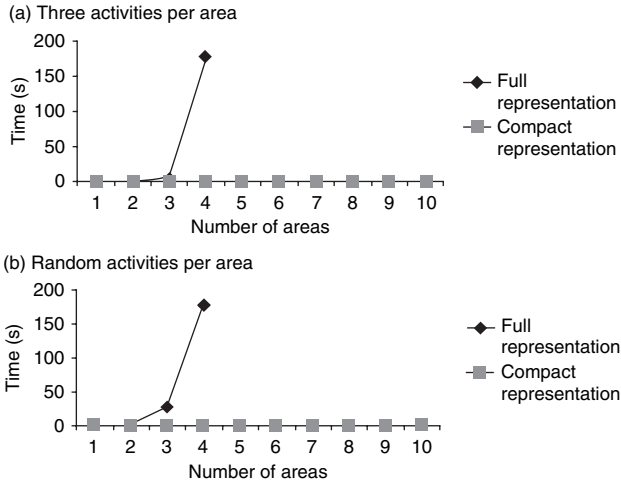 (a) Three activities per area
200
150
100
50
0
Time (s)
1 2 3 4 5 6 7 8 9 10
Number of areas
Full
representation
Compact
representation
(b) Random activities per area
200
150
100
50
0
Time (s)
1 2 3 4 5 6 7 8 9 10
Number of areas
Full
representation
Compact
representation